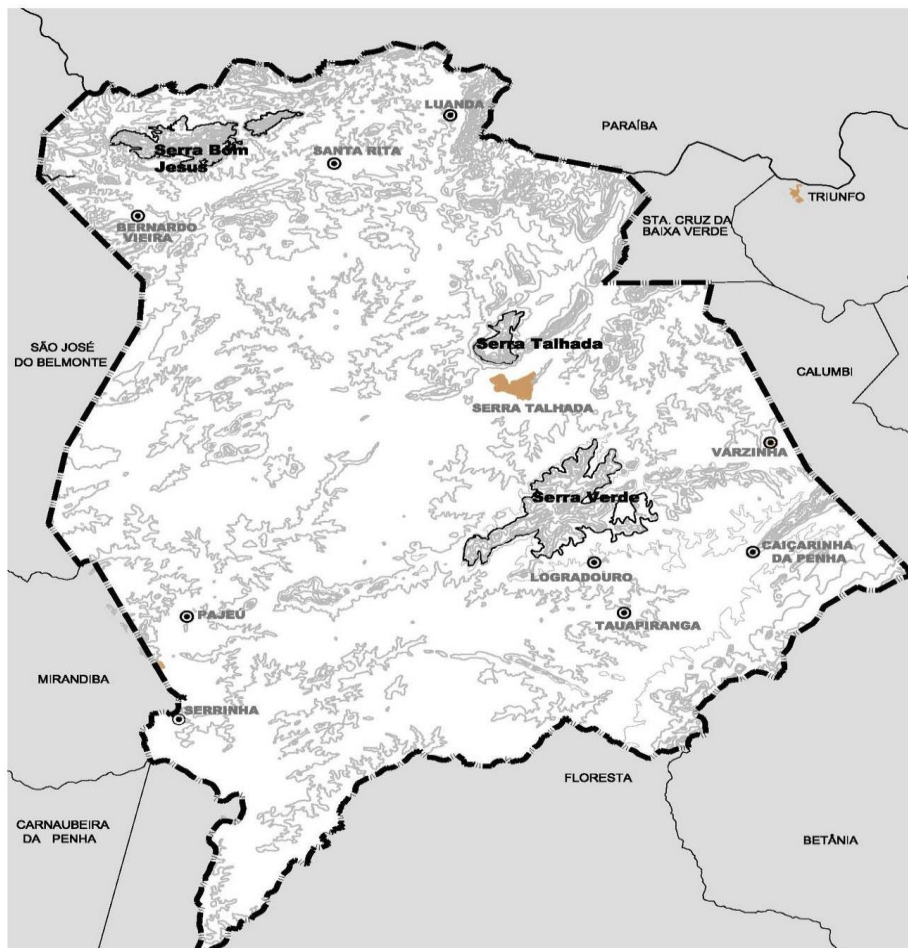 LUANDA
PARAÍBA
Serra Bom
Jesus
SANTA RITA
TRIUNFO
BERNARDO
VIEIRA
STA. CRUZ DA
BAIXA VERDE
SÃO JOSÉ
DO BELMONTE
Serra Talhada
CALUMBI
SERRA TALHADA
VARZINHA
Serra Verde
CAIÇARINHA
DA PENHA
LOGRADOURO
PAJEÚ
TAUAPIRANGA
MIRANDIBA
SERRINHA
FLORESTA
CARNAUBEIRA
DA PENHA
BETÂNIA